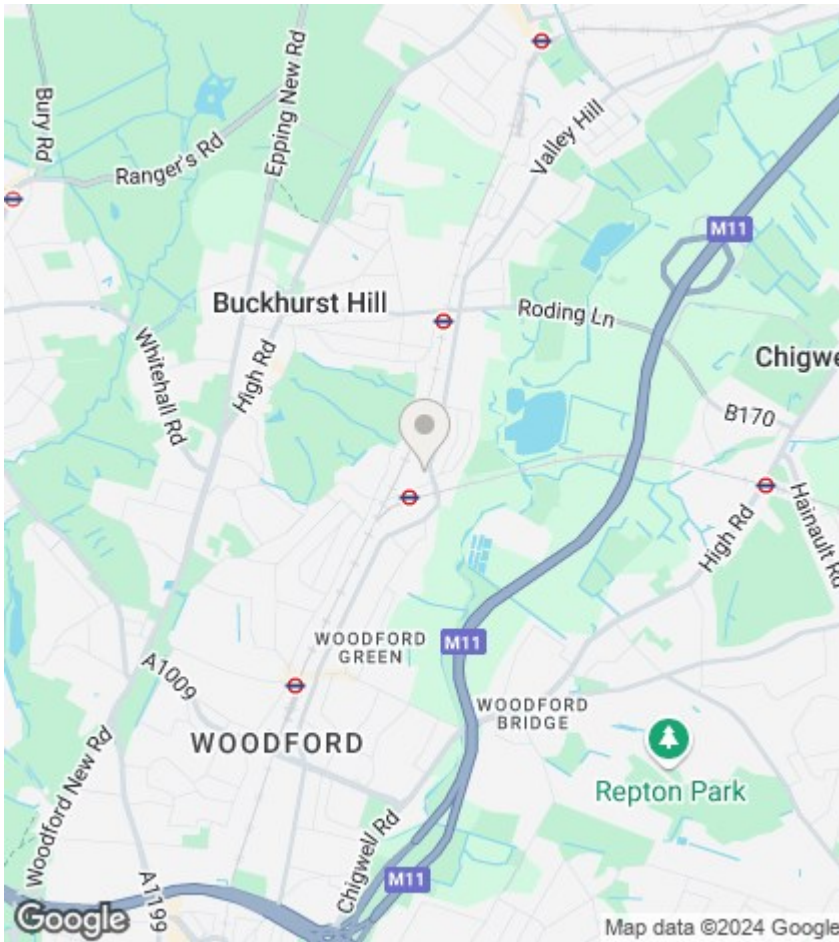 Bury Rd
Epping New Rd
Ranger's Rd
Valley Hill
M11
Buckhurst Hill
Roding Ln
Whitehall Rd
High Rd
Chigwe
B170
High Rd
Hainault Rd
WOODFORD
GREEN
M11
A1009
WOODFORD
BRIDGE
WOODFORD
Woodford New Rd
Repton Park
Chigwell Rd
M11
A1199
Google
Map data ©2024 Google